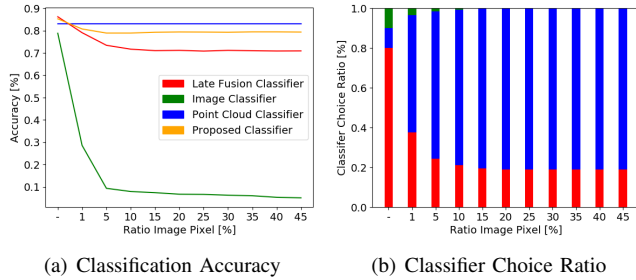 0.9
0.8
0.7
0.6
0.5
0.4
0.3
0.2
0.1
Accuracy [%]
Late Fusion Classifier
Image Classifier
Point Cloud Classifier
Proposed Classifier
- 1 5 10 15 20 25 30 35 40 45
Ratio Image Pixel [%]
(a) Classification Accuracy
1.0
0.8
0.6
0.4
0.2
0.0
Classifer Choice Ratio
- 1 5 10 15 20 25 30 35 40 45
Ratio Image Pixel [%]
(b) Classifier Choice Ratio